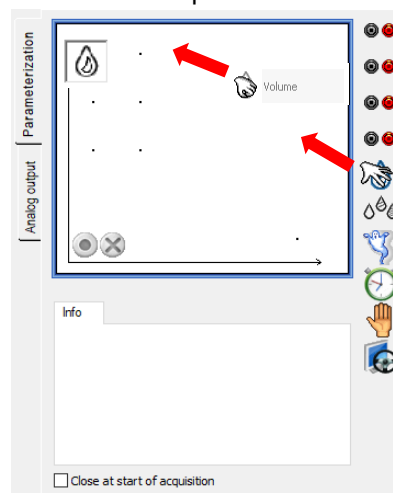 Parameterization
Analog output
Volume
Info
Close at start of acquisition